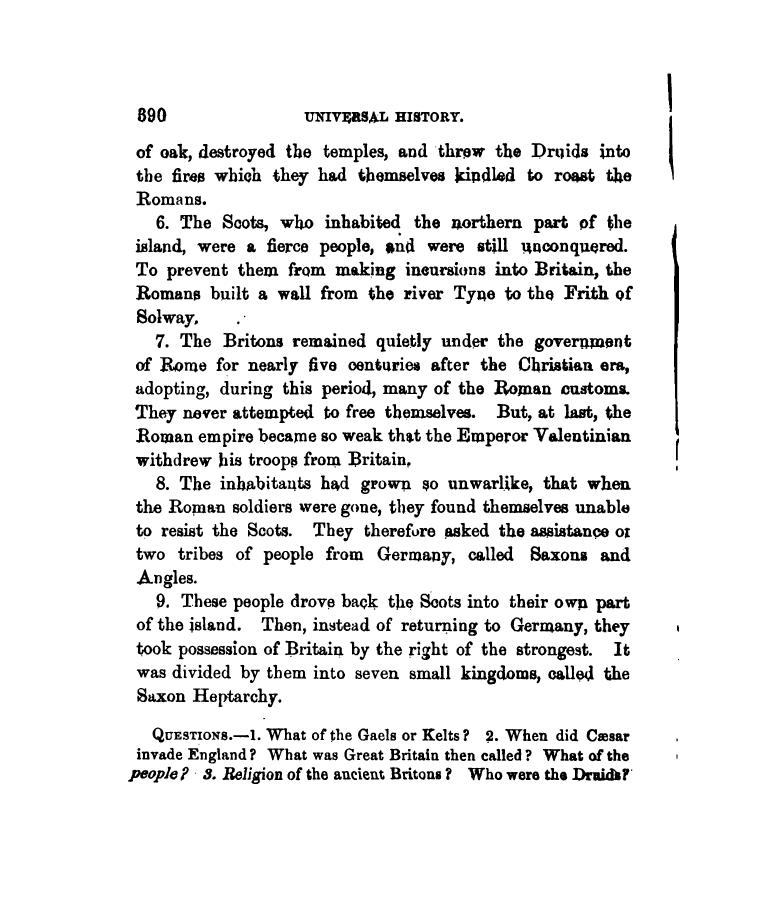 390 UNIVERSAL HISTORY.
of oak, destroyed the temples, and threw the Druids into
the fires which they had themselves kindled to roast the
Romans.
6. The Scots, who inhabited the northern part of the
island, were a fierce people, and were still unconquered.
To prevent them from making incursions into Britain, the
Romans built a wall from the river Tyne to the Frith of
Solway.
7. The Britons remained quietly under the government
of Rome for nearly five centuries after the Christian era,
adopting, during this period, many of the Roman customs.
They never attempted to free themselves. But, at last, the
Roman empire became so weak that the Emperor Valentinian
withdrew his troops from Britain.
8. The inhabitants had grown so unwarlike, that when
the Roman soldiers were gone, they found themselves unable
to resist the Scots. They therefore asked the assistance of
two tribes of people from Germany, called Saxons and
Angles.
9. These people drove back the Scots into their own part
of the island. Then, instead of returning to Germany, they
took possession of Britain by the right of the strongest. It
was divided by them into seven small kingdoms, called the
Saxon Heptarchy.
QUESTIONS.—1. What of the Gaels or Kelts? 2. When did Cæsar
invade England? What was Great Britain then called? What of the
people? 3. Religion of the ancient Britons? Who were the Druids?